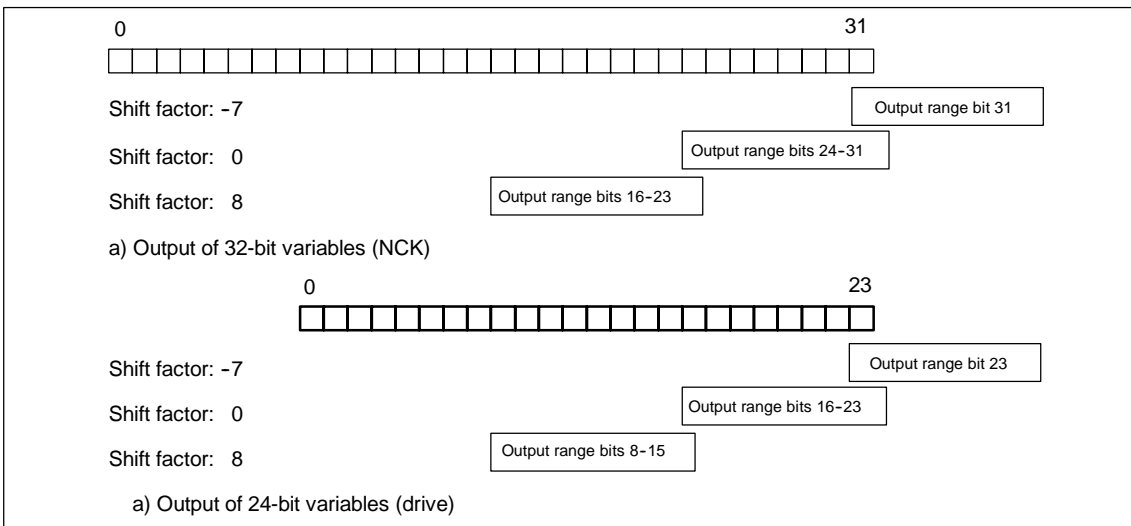 0 31
Shift factor: -7 Output range bit 31
Shift factor: 0 Output range bits 24-31
Shift factor: 8 Output range bits 16-23
a) Output of 32-bit variables (NCK)
0 23
Shift factor: -7 Output range bit 23
Shift factor: 0 Output range bits 16-23
Shift factor: 8 Output range bits 8-15
a) Output of 24-bit variables (drive)